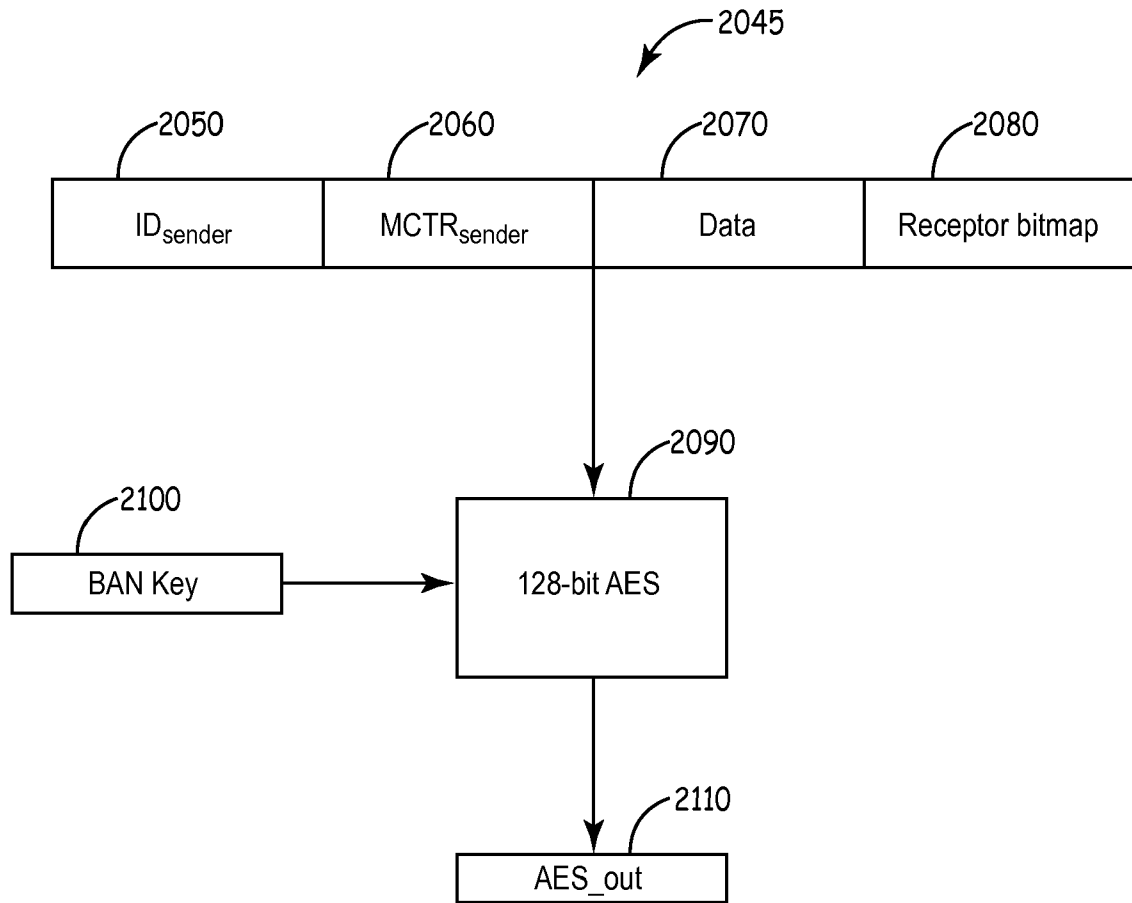 2045
2050 2060 2070 2080
IDsender MCTRsender Data Receptor bitmap
2090
2100
BAN Key 128-bit AES
2110
AES_out